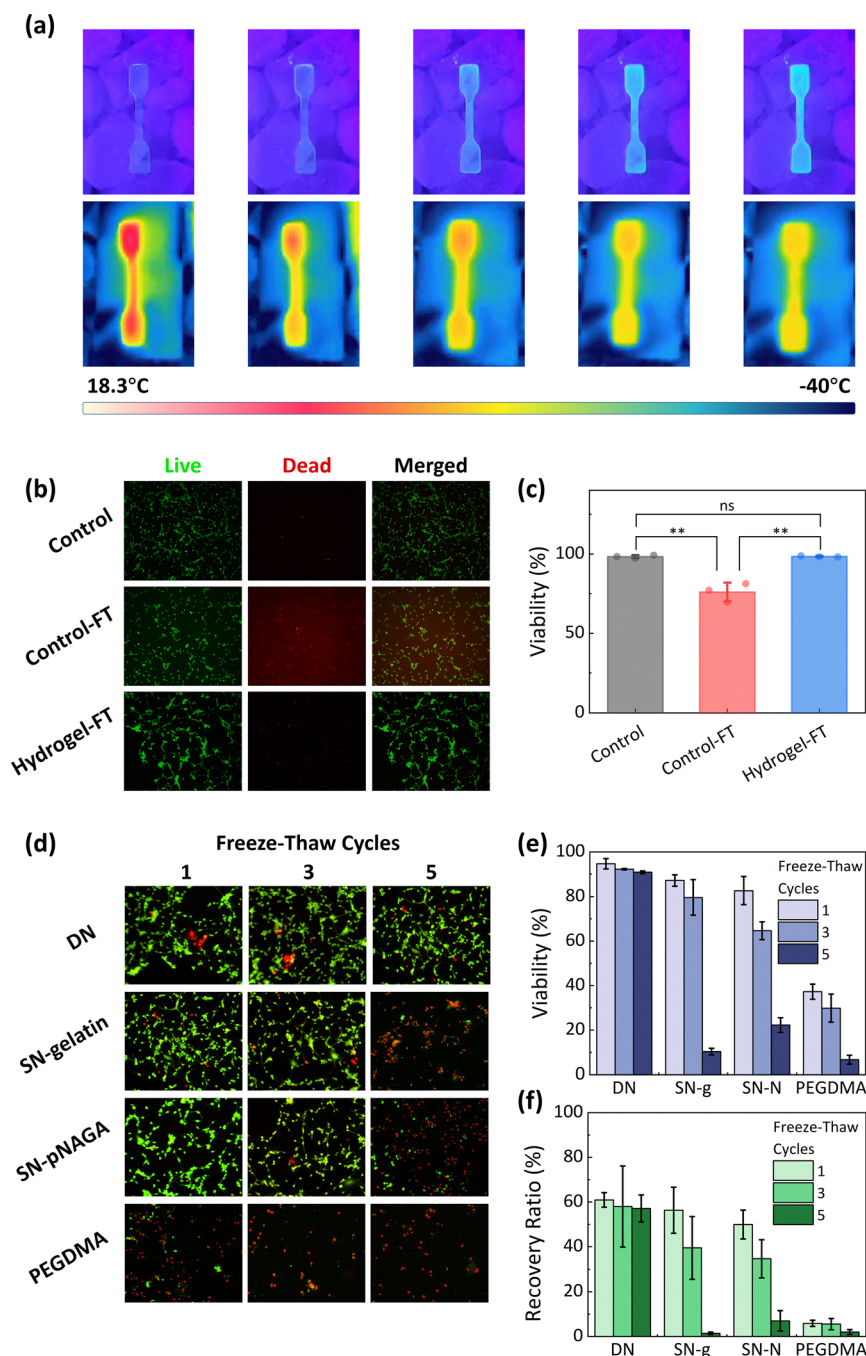 (a)
18.3°C
-40°C
(b)
Live
Dead
Merged
Control
Control-FT
Hydrogel-FT
(c)
ns
**
**
100
50
0
Viability (%)
Control
Control-FT
Hydrogel-FT
(d)
Freeze-Thaw Cycles
1
3
5
DN
SN-gelatin
SN-pNAGA
PEGDMA
(e)
100
80
60
40
20
0
Viability (%)
Freeze-Thaw
Cycles
1
3
5
DN
SN-g
SN-N
PEGDMA
(f)
100
80
60
40
20
0
Recovery Ratio (%)
Freeze-Thaw
Cycles
1
3
5
DN
SN-g
SN-N
PEGDMA